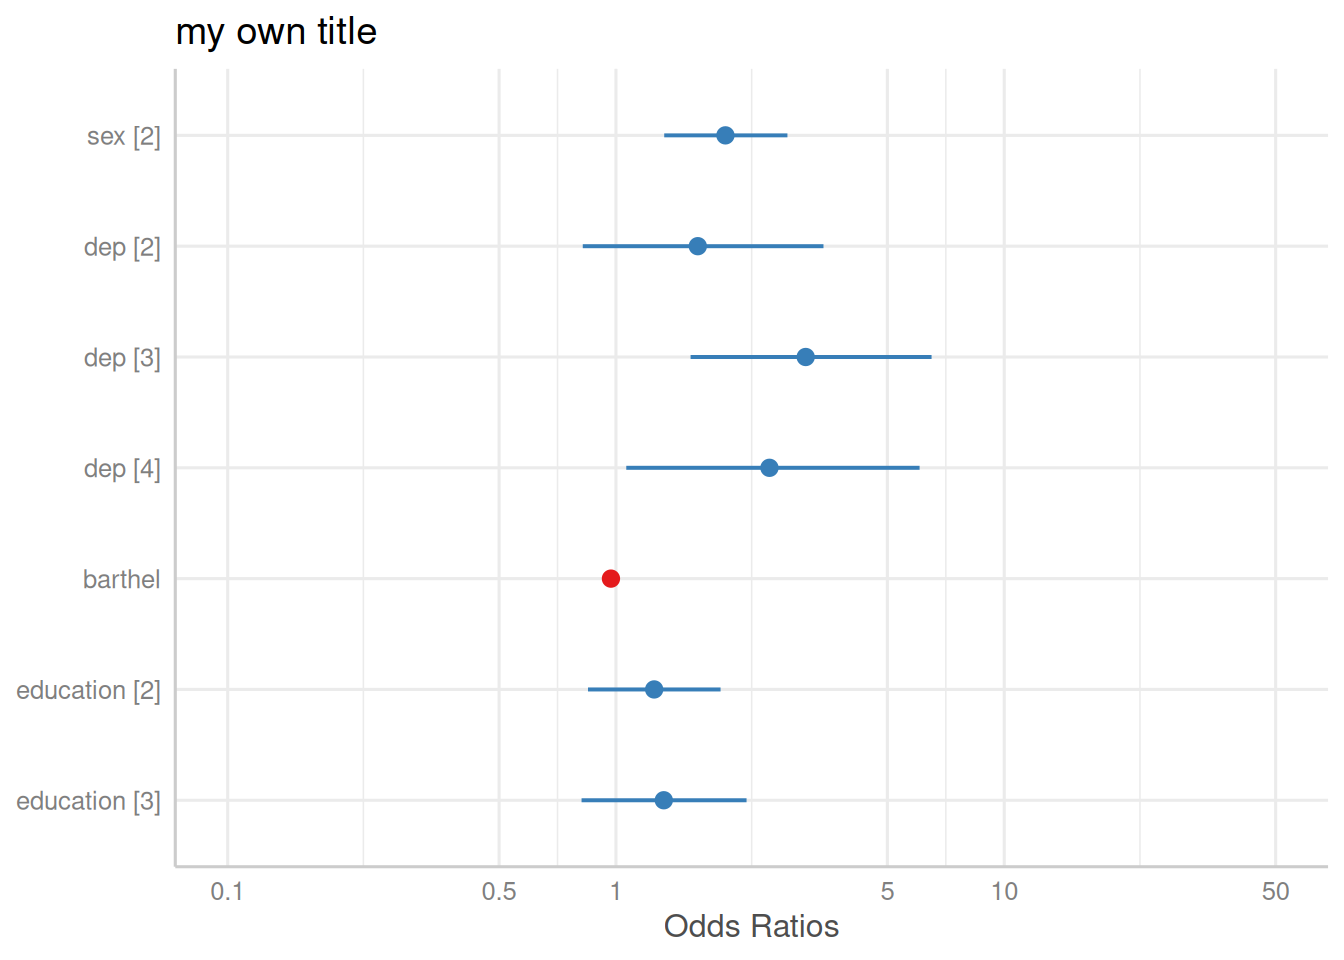 my own title
sex [2]
dep [2]
dep [3]
dep [4]
barthel
education [2]
education [3]
0.1 0.5 1 5 10 50
Odds Ratios